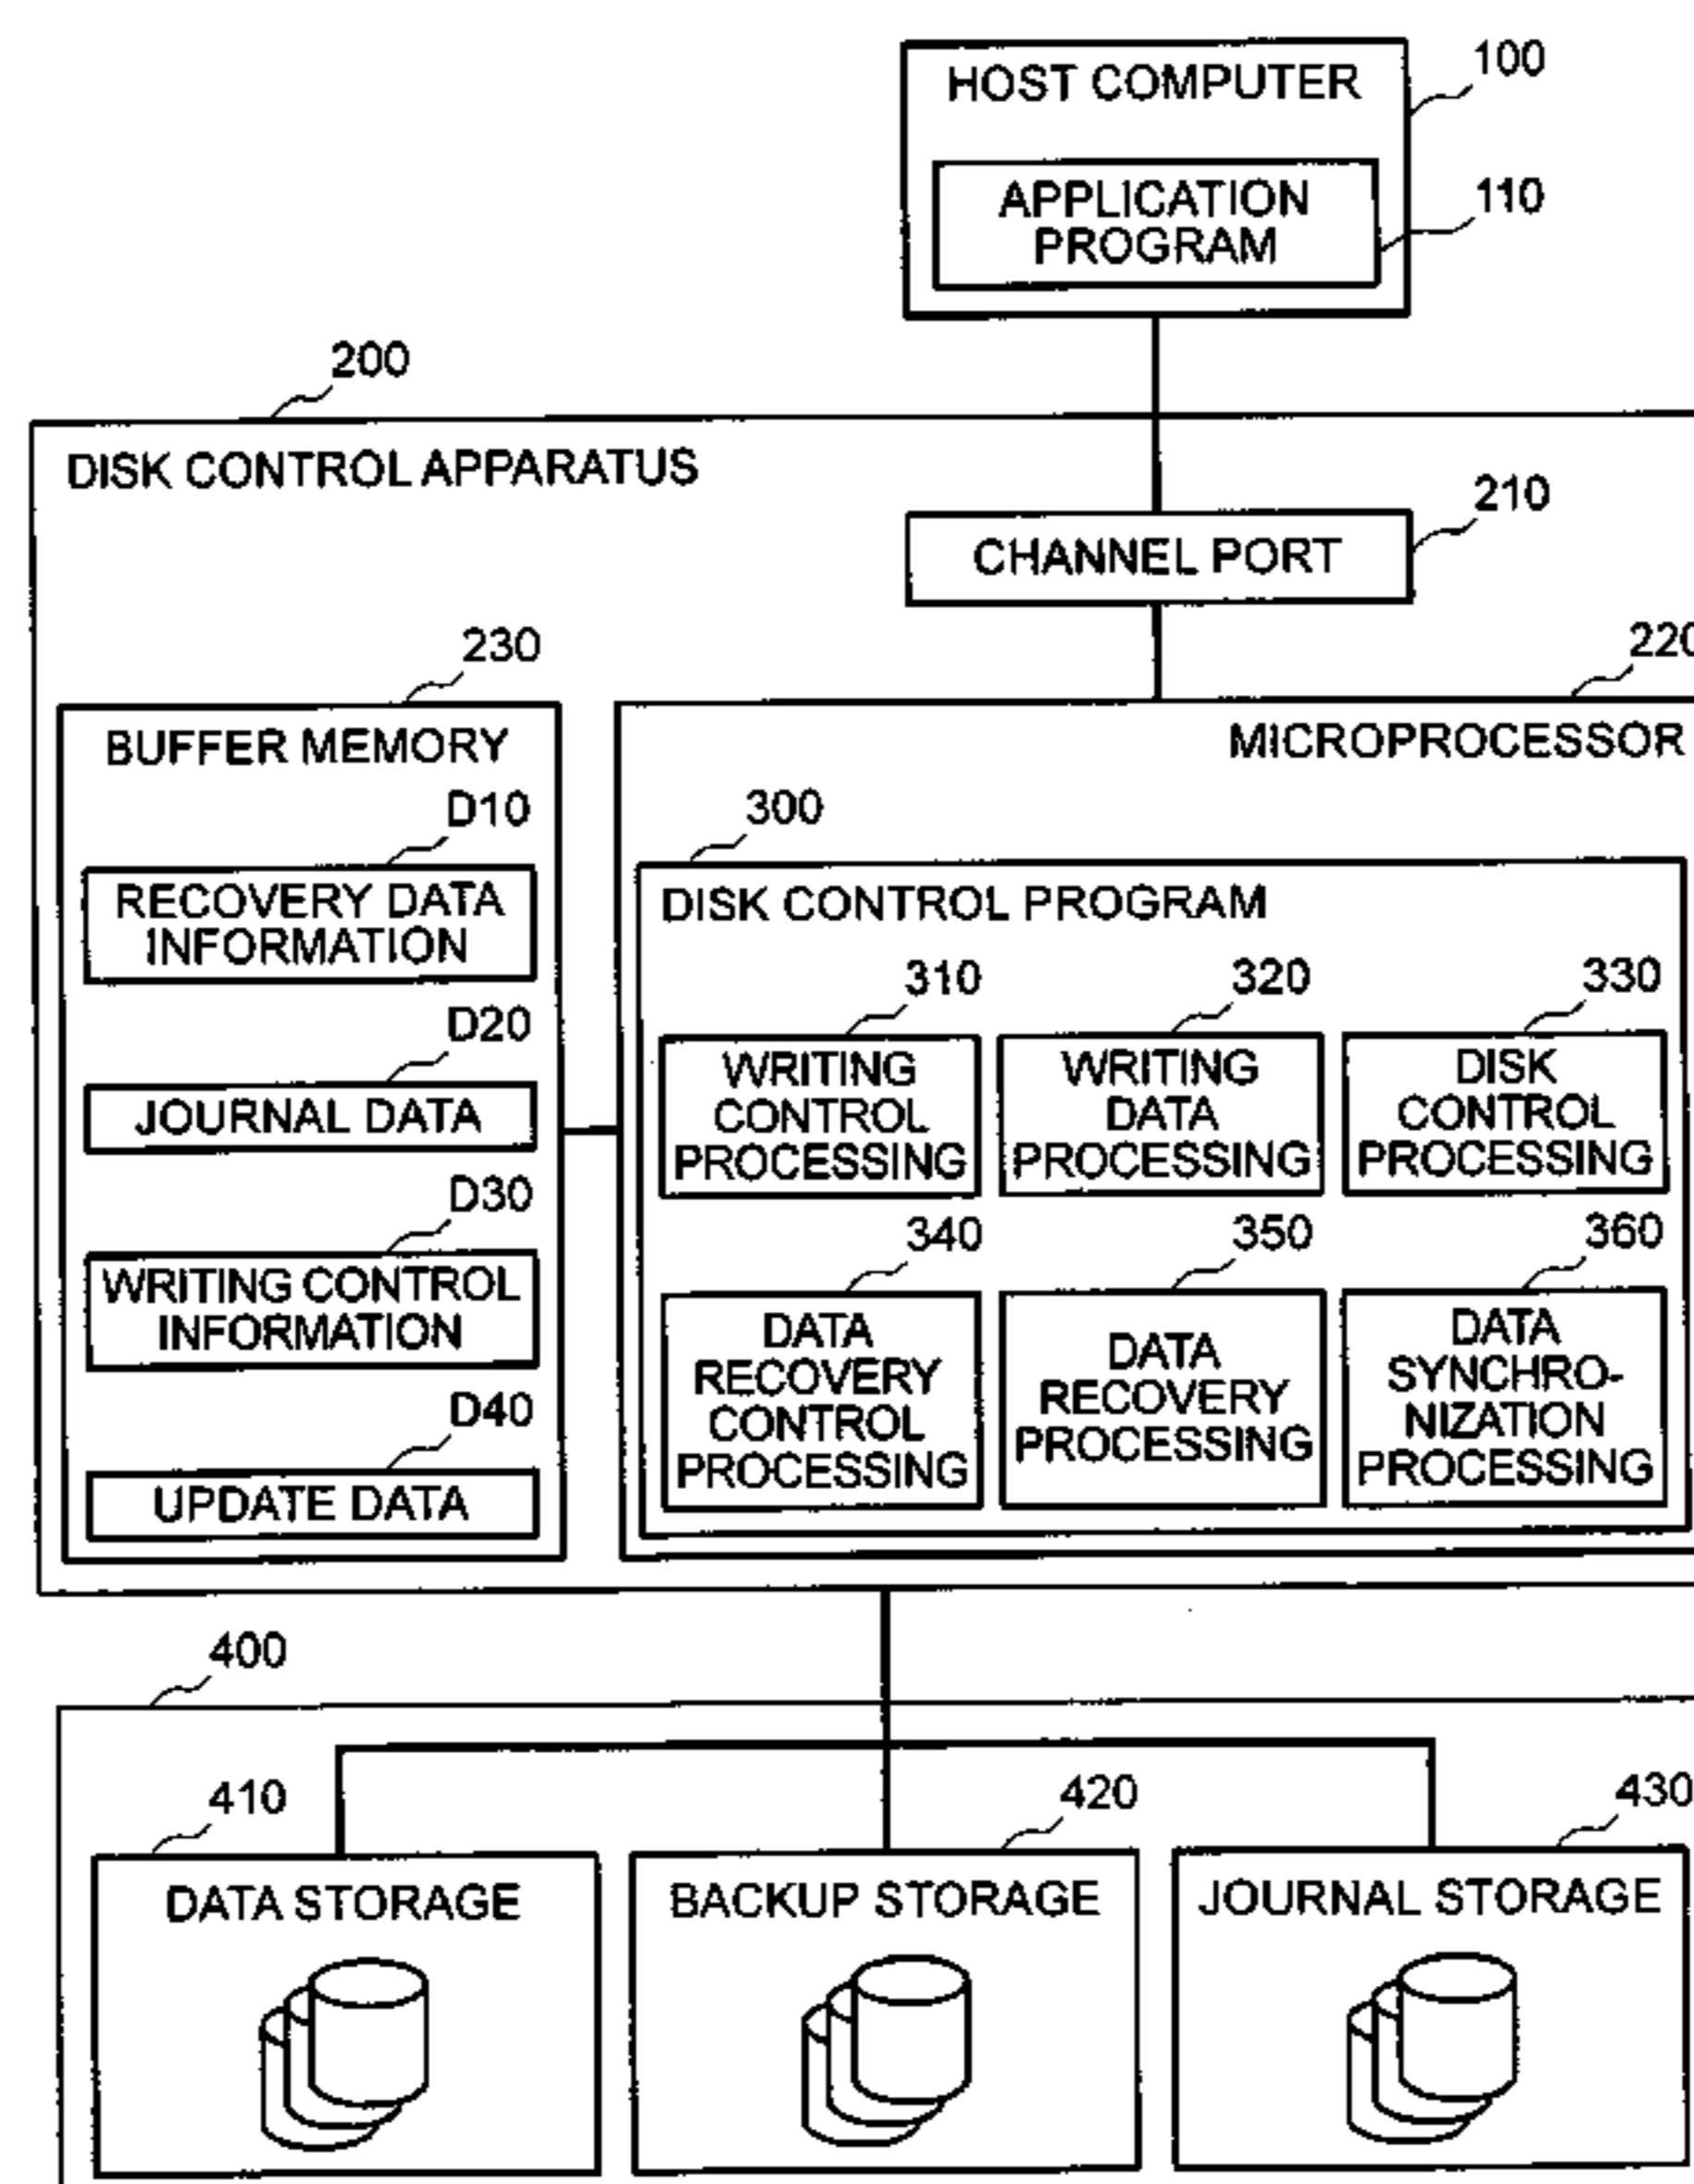 HOST COMPUTER
100
APPLICATION
PROGRAM
110
200
DISK CONTROL APPARATUS
210
CHANNEL PORT
230
220
BUFFER MEMORY
MICROPROCESSOR
D10
RECOVERY DATA
INFORMATION
D20
JOURNAL DATA
D30
WRITING CONTROL
INFORMATION
D40
UPDATE DATA
300
DISK CONTROL PROGRAM
310
WRITING
CONTROL
PROCESSING
320
WRITING
DATA
PROCESSING
330
DISK
CONTROL
PROCESSING
340
DATA
RECOVERY
CONTROL
PROCESSING
350
DATA
RECOVERY
PROCESSING
360
DATA
SYNCHRO-
NIZATION
PROCESSING
400
410
DATA STORAGE
420
BACKUP STORAGE
430
JOURNAL STORAGE